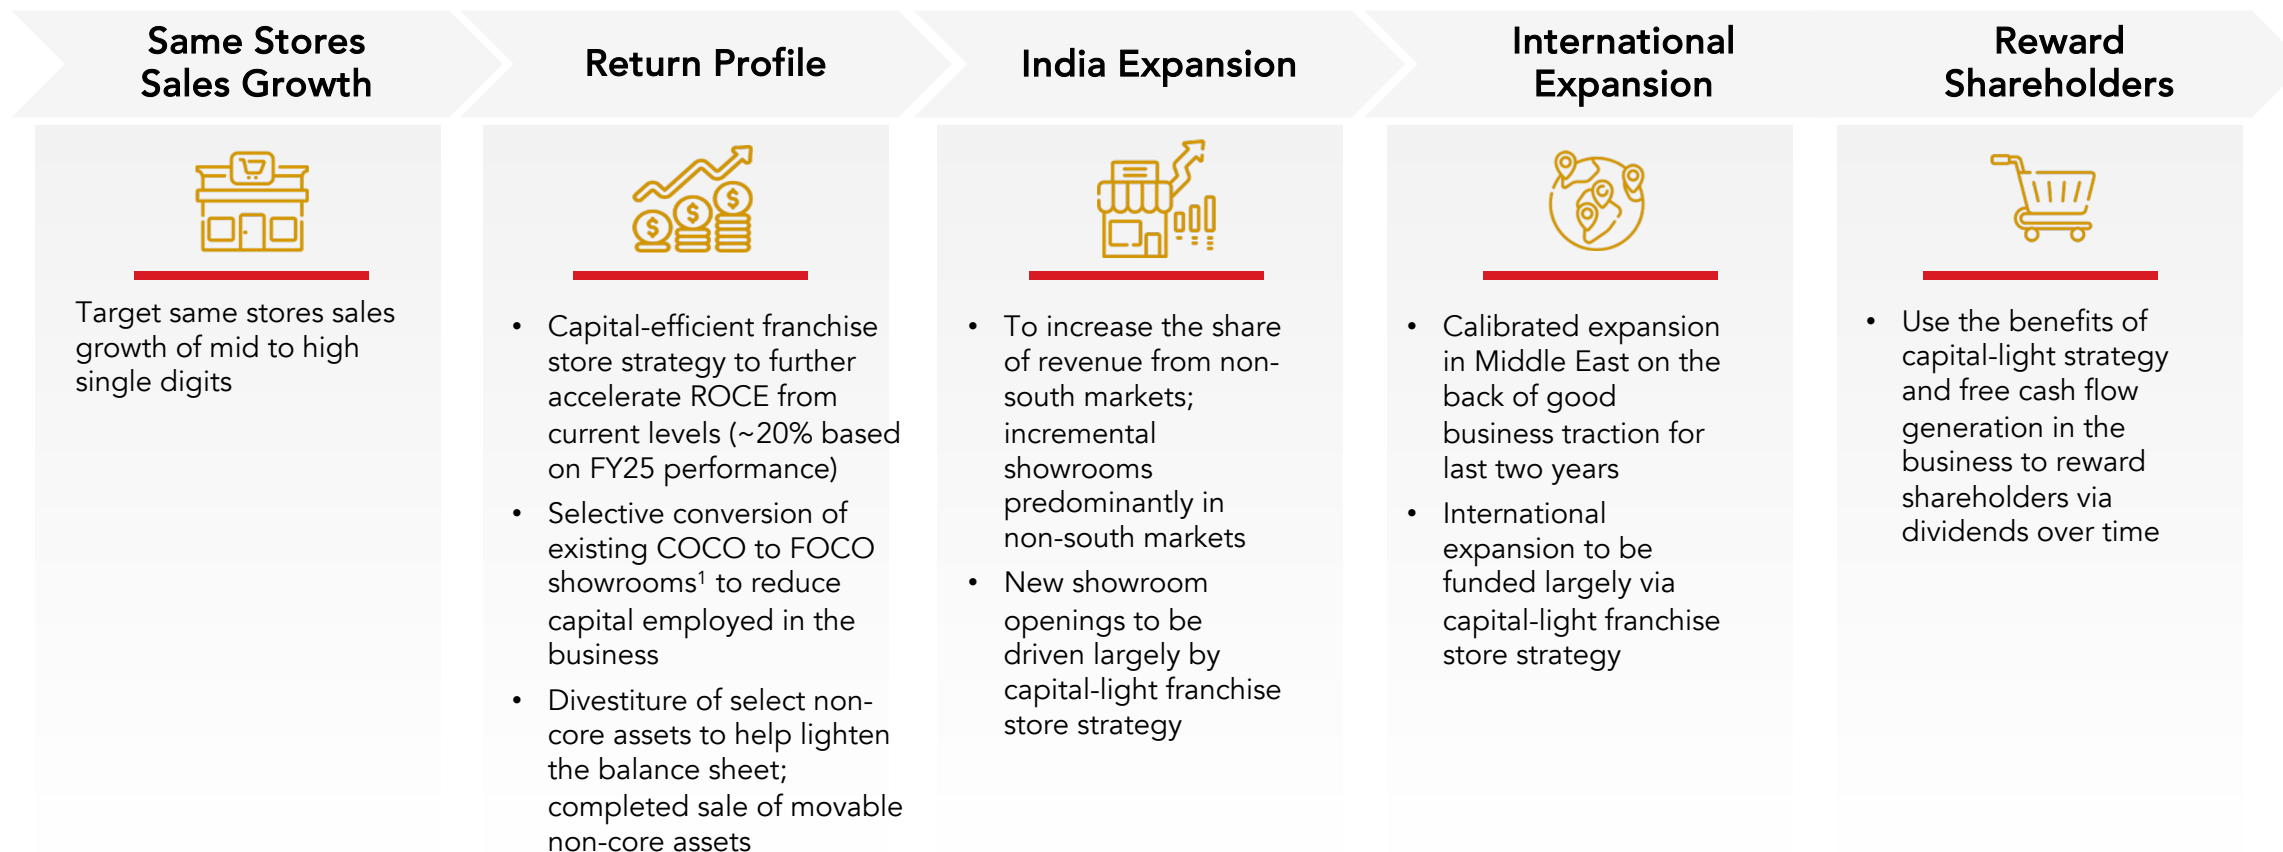 Same Stores
Sales Growth
Return Profile
India Expansion
International
Expansion
Reward
Shareholders
Target same stores sales
growth of mid to high
single digits
• Capital-efficient franchise
store strategy to further
accelerate ROCE from
current levels (~20% based
on FY25 performance)
• Selective conversion of
existing COCO to FOCO
showrooms¹ to reduce
capital employed in the
business
• Divestiture of select non-
core assets to help lighten
the balance sheet;
completed sale of movable
non-core assets
• To increase the share
of revenue from non-
south markets;
incremental
showrooms
predominantly in
non-south markets
• New showroom
openings to be
driven largely by
capital-light franchise
store strategy
• Calibrated expansion
in Middle East on the
back of good
business traction for
last two years
• International
expansion to be
funded largely via
capital-light franchise
store strategy
• Use the benefits of
capital-light strategy
and free cash flow
generation in the
business to reward
shareholders via
dividends over time